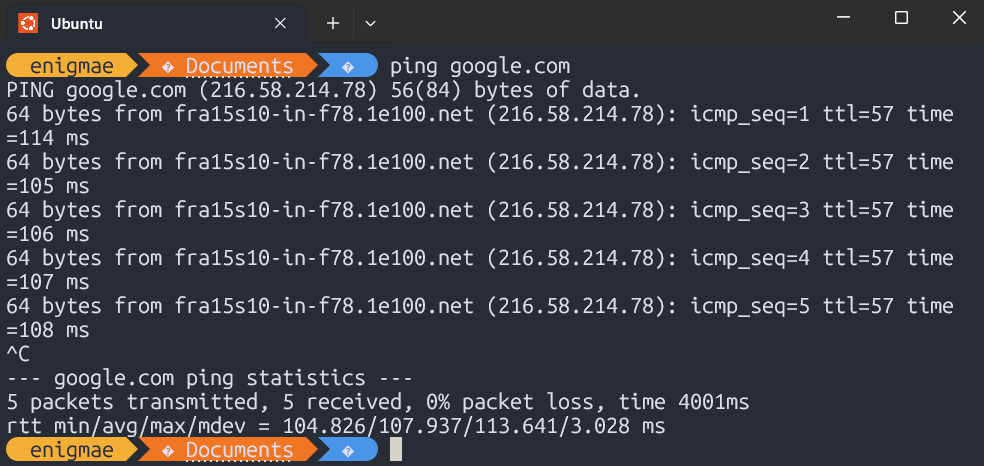 Ubuntu
enigmae � Documents � ping google.com
PING google.com (216.58.214.78) 56(84) bytes of data.
64 bytes from fra15s10-in-f78.1e100.net (216.58.214.78): icmp_seq=1 ttl=57 time
=114 ms
64 bytes from fra15s10-in-f78.1e100.net (216.58.214.78): icmp_seq=2 ttl=57 time
=105 ms
64 bytes from fra15s10-in-f78.1e100.net (216.58.214.78): icmp_seq=3 ttl=57 time
=106 ms
64 bytes from fra15s10-in-f78.1e100.net (216.58.214.78): icmp_seq=4 ttl=57 time
=107 ms
64 bytes from fra15s10-in-f78.1e100.net (216.58.214.78): icmp_seq=5 ttl=57 time
=108 ms
^C
--- google.com ping statistics ---
5 packets transmitted, 5 received, 0% packet loss, time 4001ms
rtt min/avg/max/mdev = 104.826/107.937/113.641/3.028 ms
enigmae � Documents �